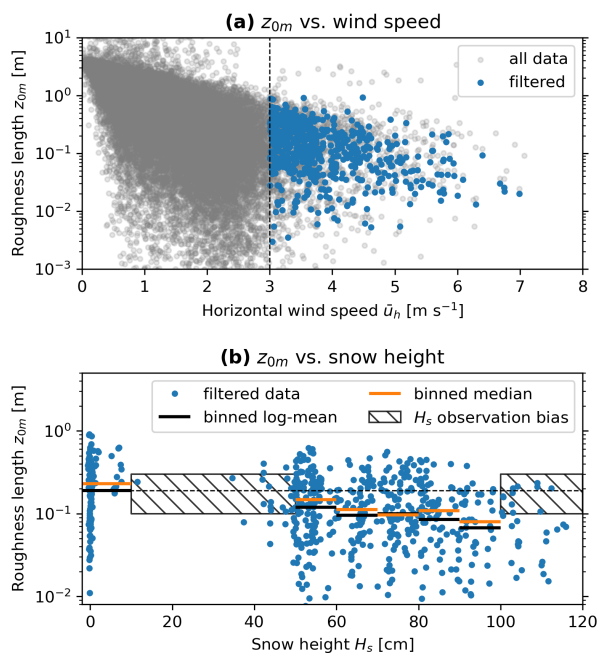 (a) z₀ₘ vs. wind speed
Roughness length z₀ₘ [m]
10¹
10⁰
10⁻¹
10⁻²
10⁻³
all data
filtered
0 1 2 3 4 5 6 7 8
Horizontal wind speed ūₕ [m s⁻¹]
(b) z₀ₘ vs. snow height
Roughness length z₀ₘ [m]
10⁰
10⁻¹
10⁻²
filtered data binned median
binned log-mean Hₛ observation bias
0 20 40 60 80 100 120
Snow height Hₛ [cm]